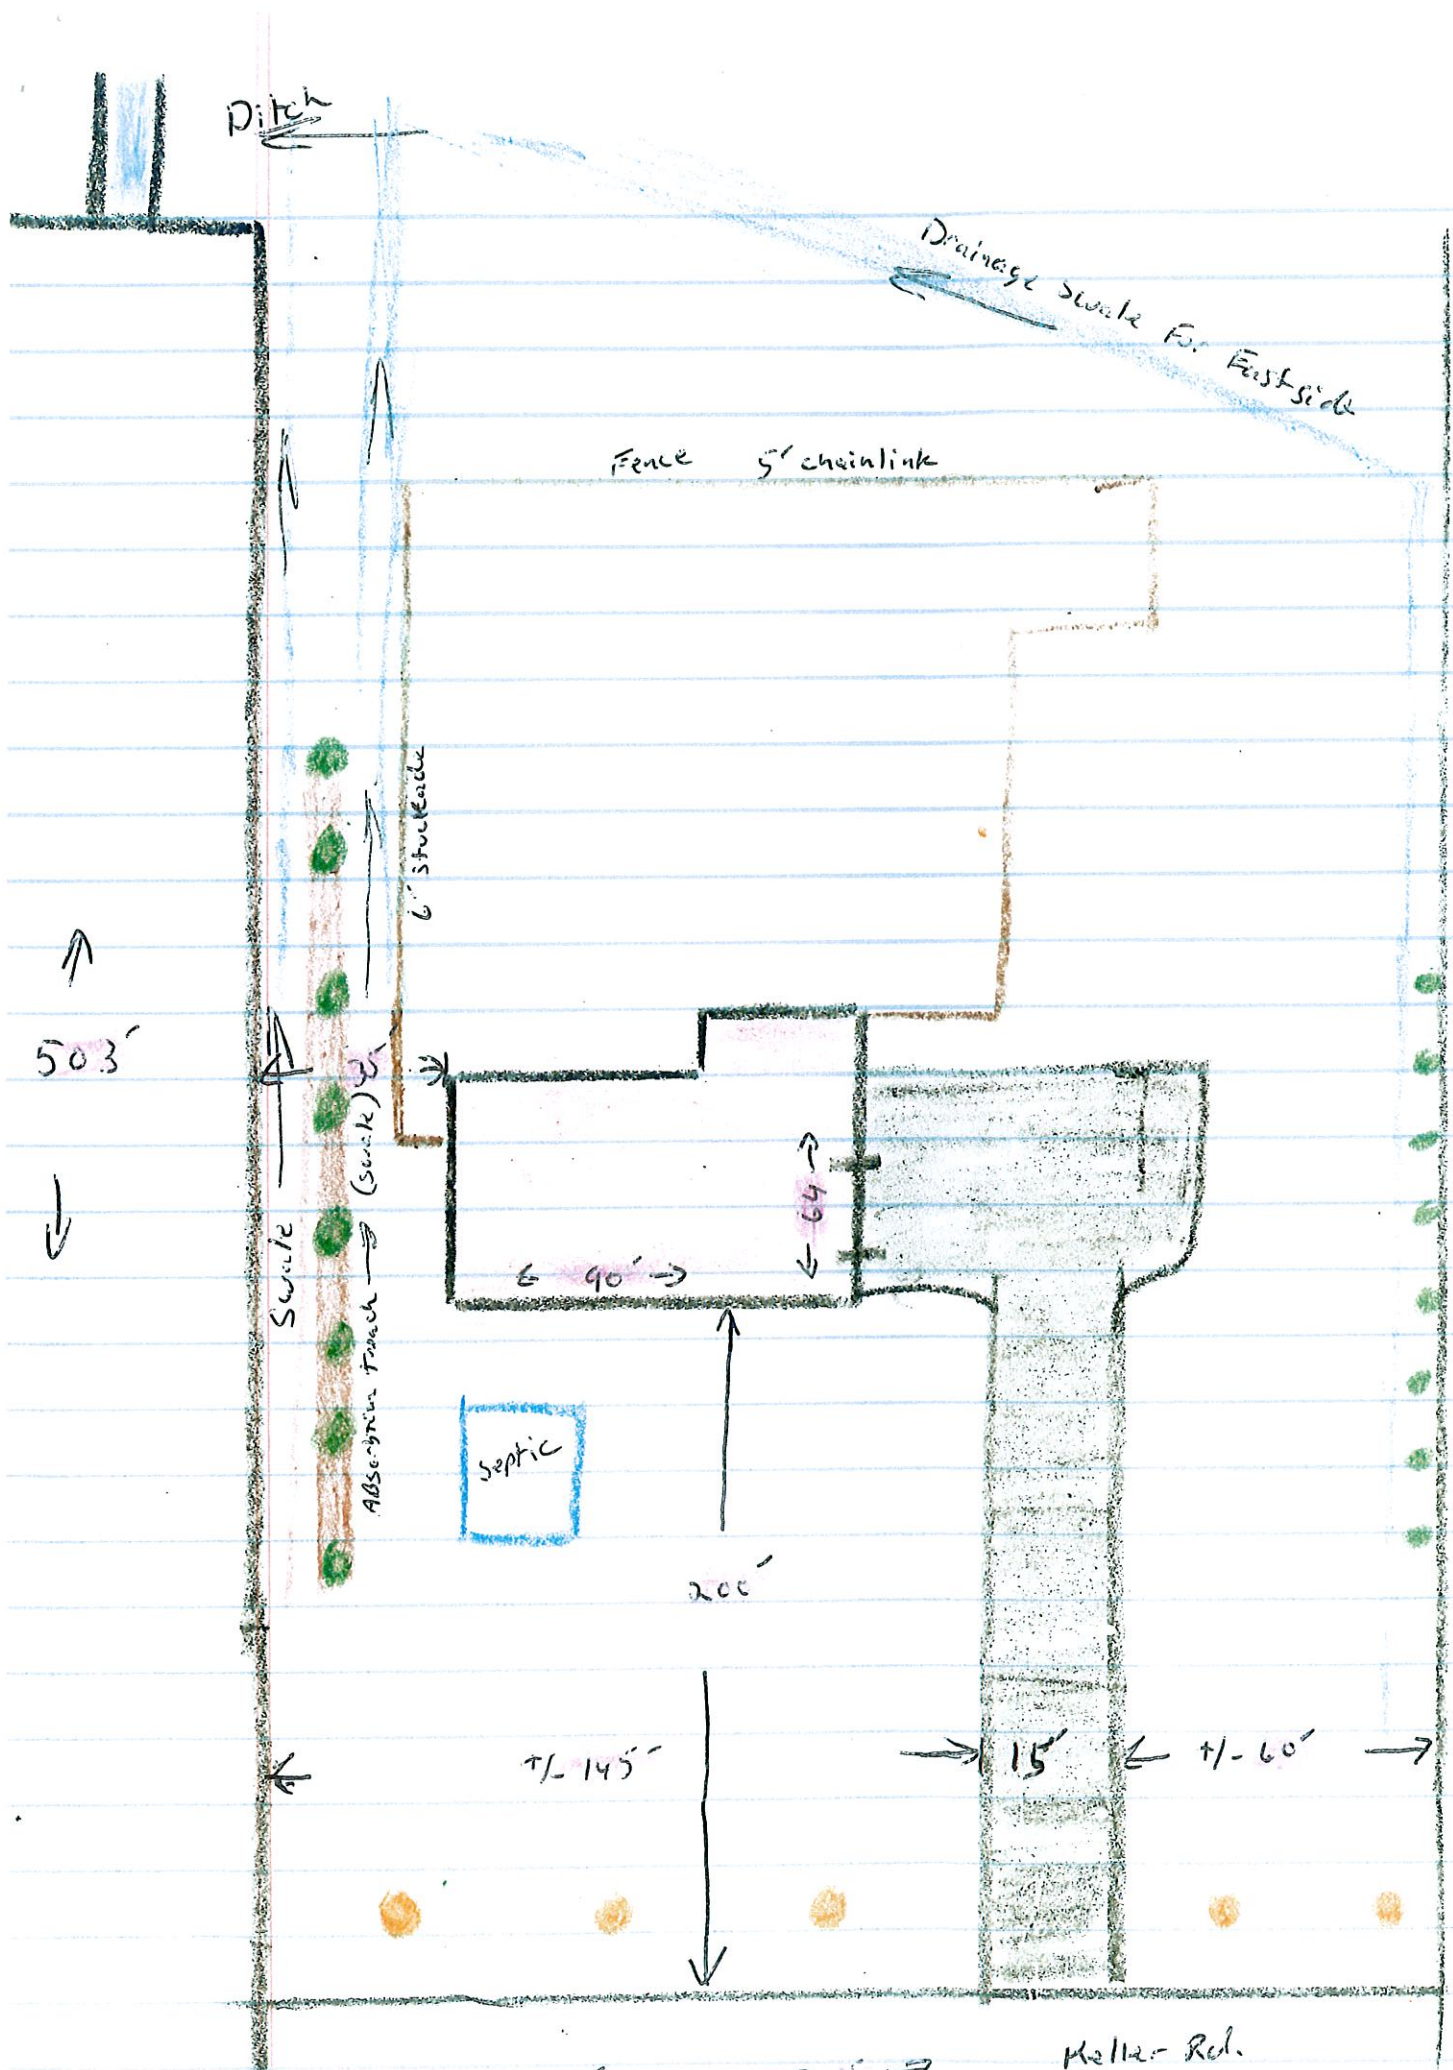 Ditch
Drainage Swale For Eastside
Fence 5' chainlink
6' Stockade
503'
Swale
Absorbtion Trench → (swale)
64
90'
Septic
200'
+/- 145'
15'
+/- 60'
Keller Rd.